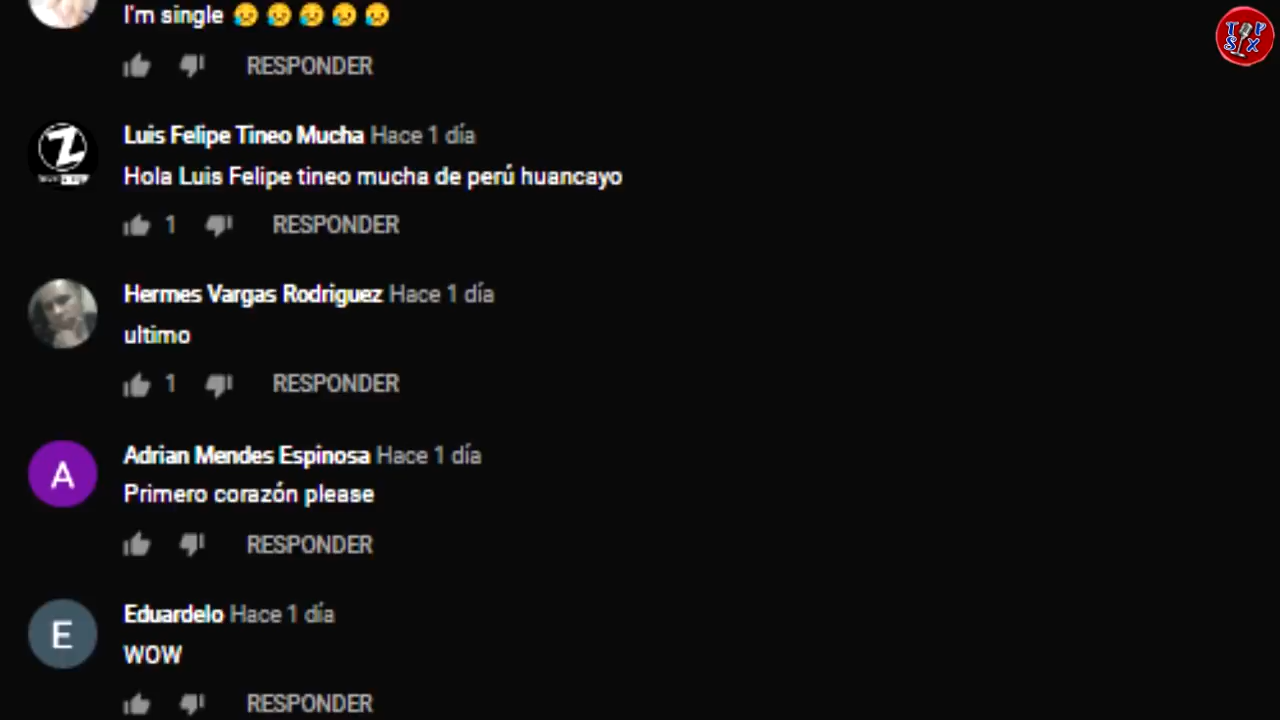 I'm single 😥 😥 😥 😥 😥
RESPONDER
Luis Felipe Tineo Mucha Hace 1 día
Hola Luis Felipe tineo mucha de perú huancayo
1 RESPONDER
Hermes Vargas Rodriguez Hace 1 día
ultimo
1 RESPONDER
A
Adrian Mendes Espinosa Hace 1 día
Primero corazón please
RESPONDER
E
Eduardelo Hace 1 día
WOW
RESPONDER
TOP
SIX